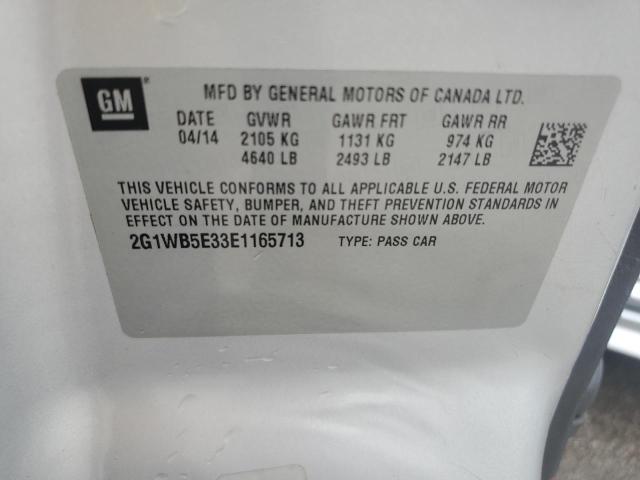 GM
MFD BY GENERAL MOTORS OF CANADA LTD.
DATE GVWR GAWR FRT GAWR RR
04/14 2105 KG 1131 KG 974 KG
4640 LB 2493 LB 2147 LB
THIS VEHICLE CONFORMS TO ALL APPLICABLE U.S. FEDERAL MOTOR
VEHICLE SAFETY, BUMPER, AND THEFT PREVENTION STANDARDS IN
EFFECT ON THE DATE OF MANUFACTURE SHOWN ABOVE.
2G1WB5E33E1165713 TYPE: PASS CAR